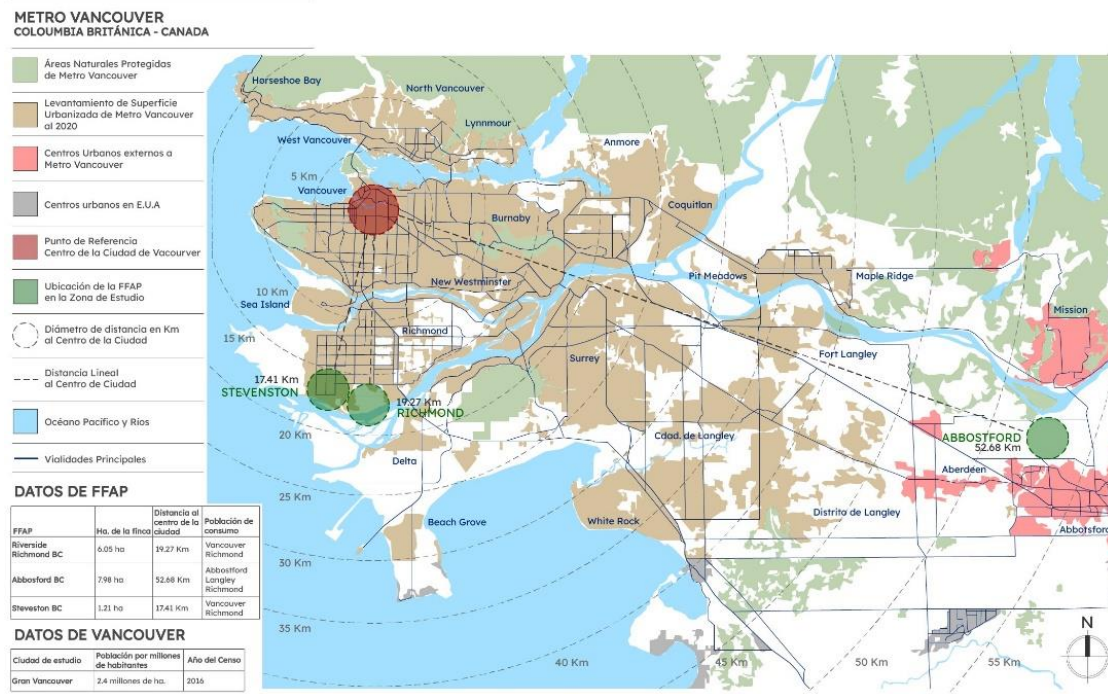 METRO VANCOUVER
COLOUMBIA BRITÁNICA - CANADA
Áreas Naturales Protegidas
de Metro Vancouver
Levantamiento de Superficie
Urbanizada de Metro Vancouver
al 2020
Centros Urbanos externos a
Metro Vancouver
Centros urbanos en E.U.A
Punto de Referencia
Centro de la Ciudad de Vacourver
Ubicación de la FFAP
en la Zona de Estudio
Diámetro de distancia en Km
al Centro de la Ciudad
Distancia Lineal
al Centro de Ciudad
Océano Pacífico y Ríos
Vialidades Principales
DATOS DE FFAP
FFAP
Ha. de la finca
Distancia al
centro de la
ciudad
Población de
consumo
Riverside
Richmond BC
6.05 ha
19.27 Km
Vancouver
Richmond
Abbosford BC
7.98 ha
52.68 Km
Abbostford
Langley
Richmond
Steveston BC
1.21 ha
17.41 Km
Vancouver
Richmond
DATOS DE VANCOUVER
Ciudad de estudio
Población por millones
de habitantes
Año del Censo
Gran Vancouver
2.4 millones de ha.
2016
Horseshoe Bay
North Vancouver
Lynnmour
West Vancouver
Anmore
5 Km
Vancouver
Coquitlan
Burnaby
Pit Meadows
Maple Ridge
New Westminster
10 Km
Sea Island
Mission
15 Km
Richmond
Surrey
Fort Langley
17.41 Km
STEVENSTON
19.27 Km
RICHMOND
20 Km
Cdad. de Langley
ABBOSTFORD
52.68 Km
Delta
Aberdeen
25 Km
Beach Grove
White Rock
Distrito de Langley
Abbotsford
30 Km
35 Km
40 Km
45 Km
50 Km
55 Km
N